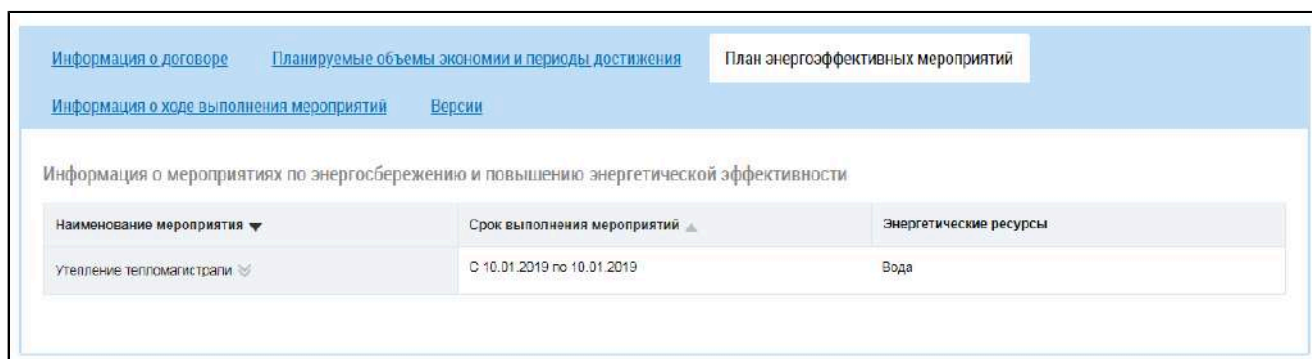 Информация о договоре Планируемые объемы экономии и периоды достижения План энергоэффективных мероприятий
Информация о ходе выполнения мероприятий Версии
Информация о мероприятиях по энергосбережению и повышению энергетической эффективности
Наименование мероприятия Срок выполнения мероприятий Энергетические ресурсы
Утепление тепломагистрали С 10.01.2019 по 10.01.2019 Вода